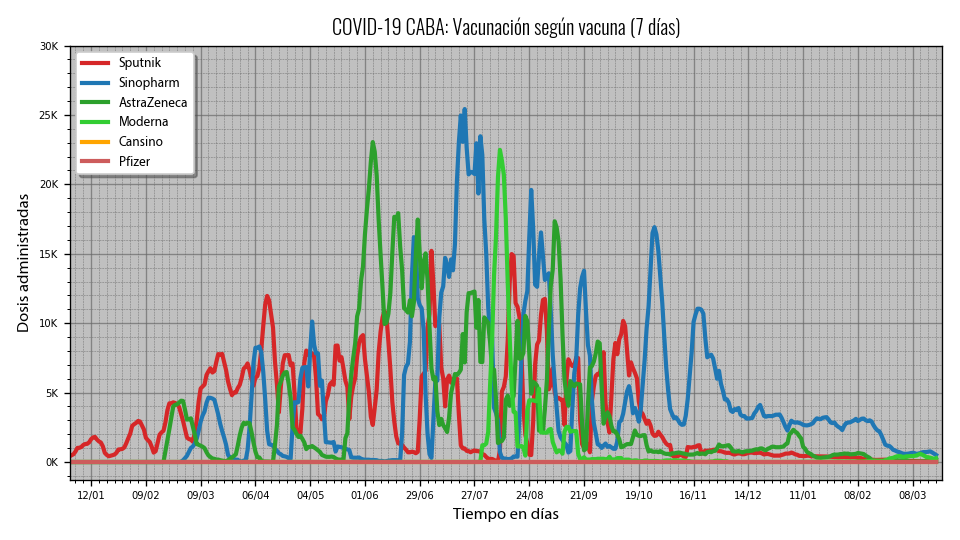 COVID-19 CABA: Vacunación según vacuna (7 días)
Sputnik
Sinopharm
AstraZeneca
Moderna
Cansino
Pfizer
Dosis administradas
30K
25K
20K
15K
10K
5K
0K
12/01 09/02 09/03 06/04 04/05 01/06 29/06 27/07 24/08 21/09 19/10 16/11 14/12 11/01 08/02 08/03
Tiempo en días